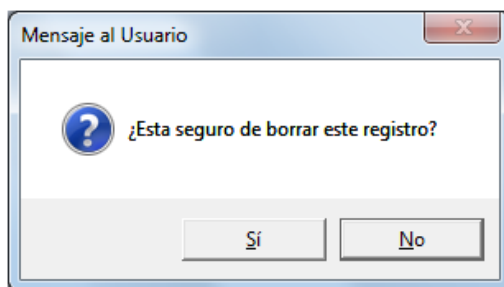 Mensaje al Usuario
¿Esta seguro de borrar este registro?
Sí No